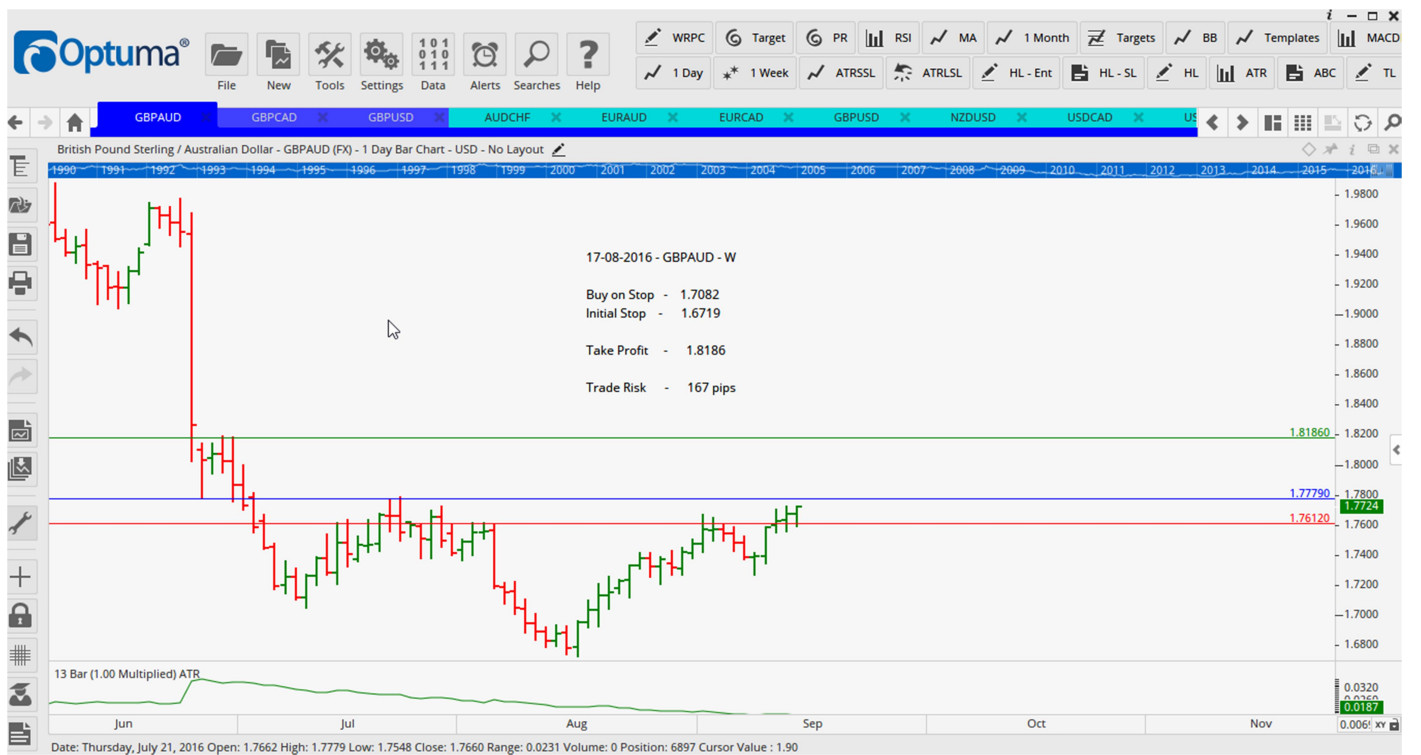 i
Optuma®
File New Tools Settings Data Alerts Searches Help
WRPC Target PR RSI MA 1 Month Targets BB Templates MACD
1 Day 1 Week ATRSSL ATRLSL HL - Ent HL - SL HL ATR ABC TL
GBPAUD GBPCAD GBPUSD AUDCHF EURAUD EURCAD GBPUSD NZDUSD USDCAD
British Pound Sterling / Australian Dollar - GBPAUD (FX) - 1 Day Bar Chart - USD - No Layout
1990 1991 1992 1993 1994 1995 1996 1997 1998 1999 2000 2001 2002 2003 2004 2005 2006 2007 2008 2009 2010 2011 2012 2013 2014 2015 2016
1.9800
1.9600
17-08-2016 - GBPAUD - W
1.9400
1.9200
Buy on Stop - 1.7082
Initial Stop - 1.6719
1.9000
1.8800
Take Profit - 1.8186
1.8600
Trade Risk - 167 pips
1.8400
1.81860
1.8200
1.8000
1.77790
1.7800
1.7724
1.76120
1.7600
1.7400
1.7200
1.7000
1.6800
13 Bar (1.00 Multiplied) ATR
0.0320
0.0187
Jun Jul Aug Sep Oct Nov
XY
Date: Thursday, July 21, 2016 Open: 1.7662 High: 1.7779 Low: 1.7548 Close: 1.7660 Range: 0.0231 Volume: 0 Position: 6897 Cursor Value : 1.90